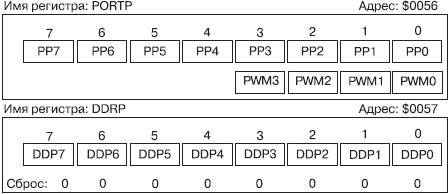 Имя регистра: PORTP Адрес: $0056
7 6 5 4 3 2 1 0
PP7 PP6 PP5 PP4 PP3 PP2 PP1 PP0
PWM3 PWM2 PWM1 PWM0
Имя регистра: DDRP Адрес: $0057
7 6 5 4 3 2 1 0
DDP7 DDP6 DDP5 DDP4 DDP3 DDP2 DDP1 DDP0
Сброс: 0 0 0 0 0 0 0 0